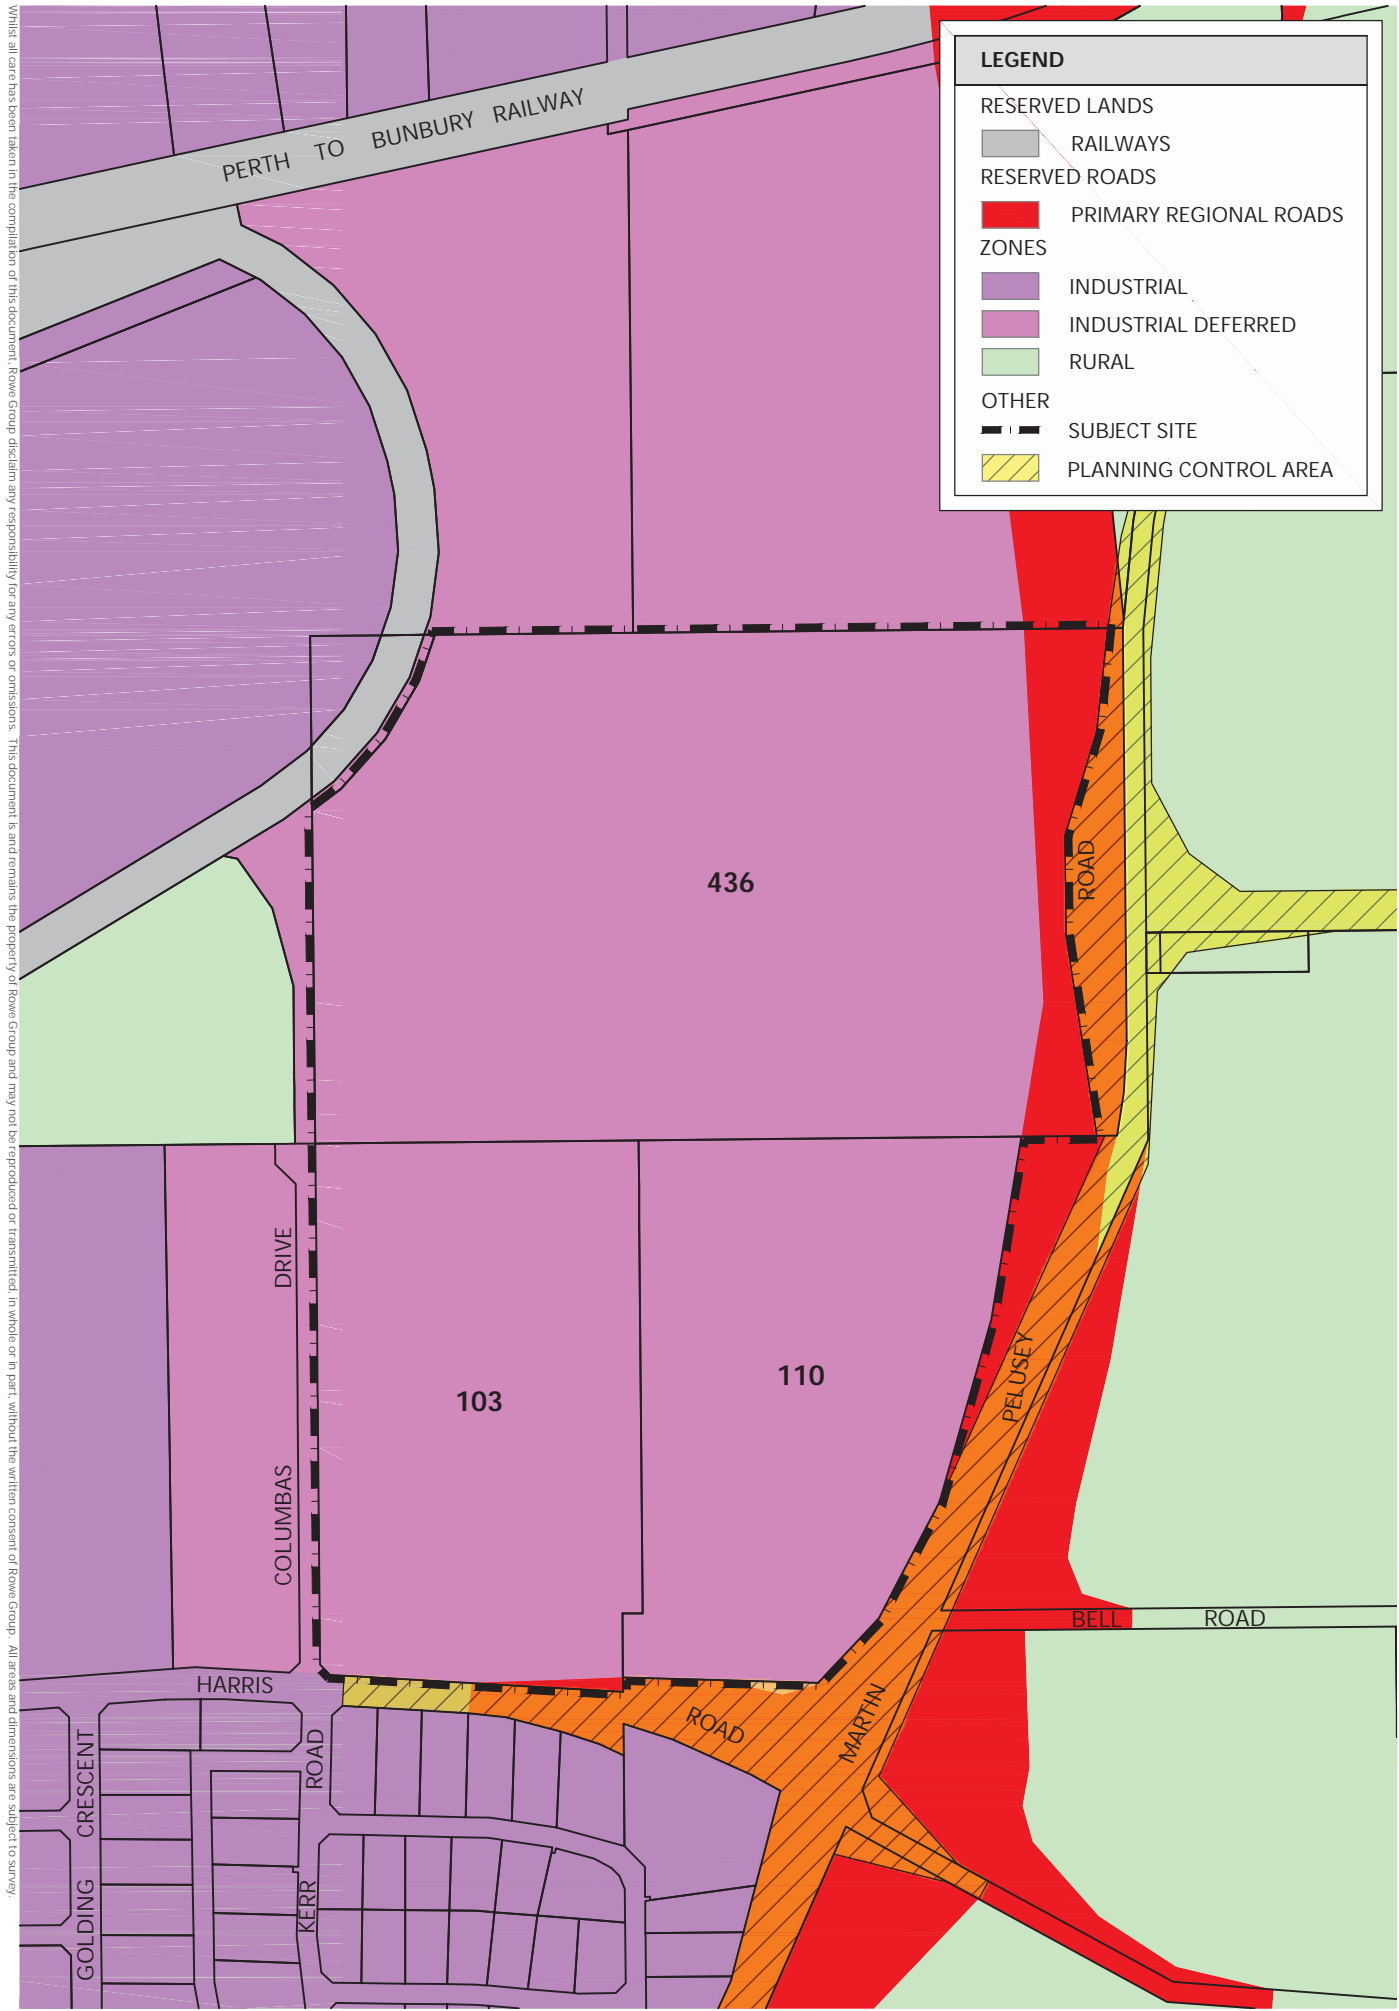 Whilst all care has been taken in the compilation of this document, Rowe Group disclaim any responsibility for any errors or omissions. This document is and remains the property of Rowe Group and may not be reproduced or transmitted, in whole or in part, without the written consent of Rowe Group. All areas and dimensions are subject to survey.
PERTH TO BUNBURY RAILWAY
LEGEND
RESERVED LANDS
RAILWAYS
RESERVED ROADS
PRIMARY REGIONAL ROADS
ZONES
INDUSTRIAL
INDUSTRIAL DEFERRED
RURAL
OTHER
SUBJECT SITE
PLANNING CONTROL AREA
436
ROAD
COLUMBAS DRIVE
103
110
PELUSEY
BELL ROAD
HARRIS ROAD
MARTIN
GOLDING CRESCENT
KERR ROAD